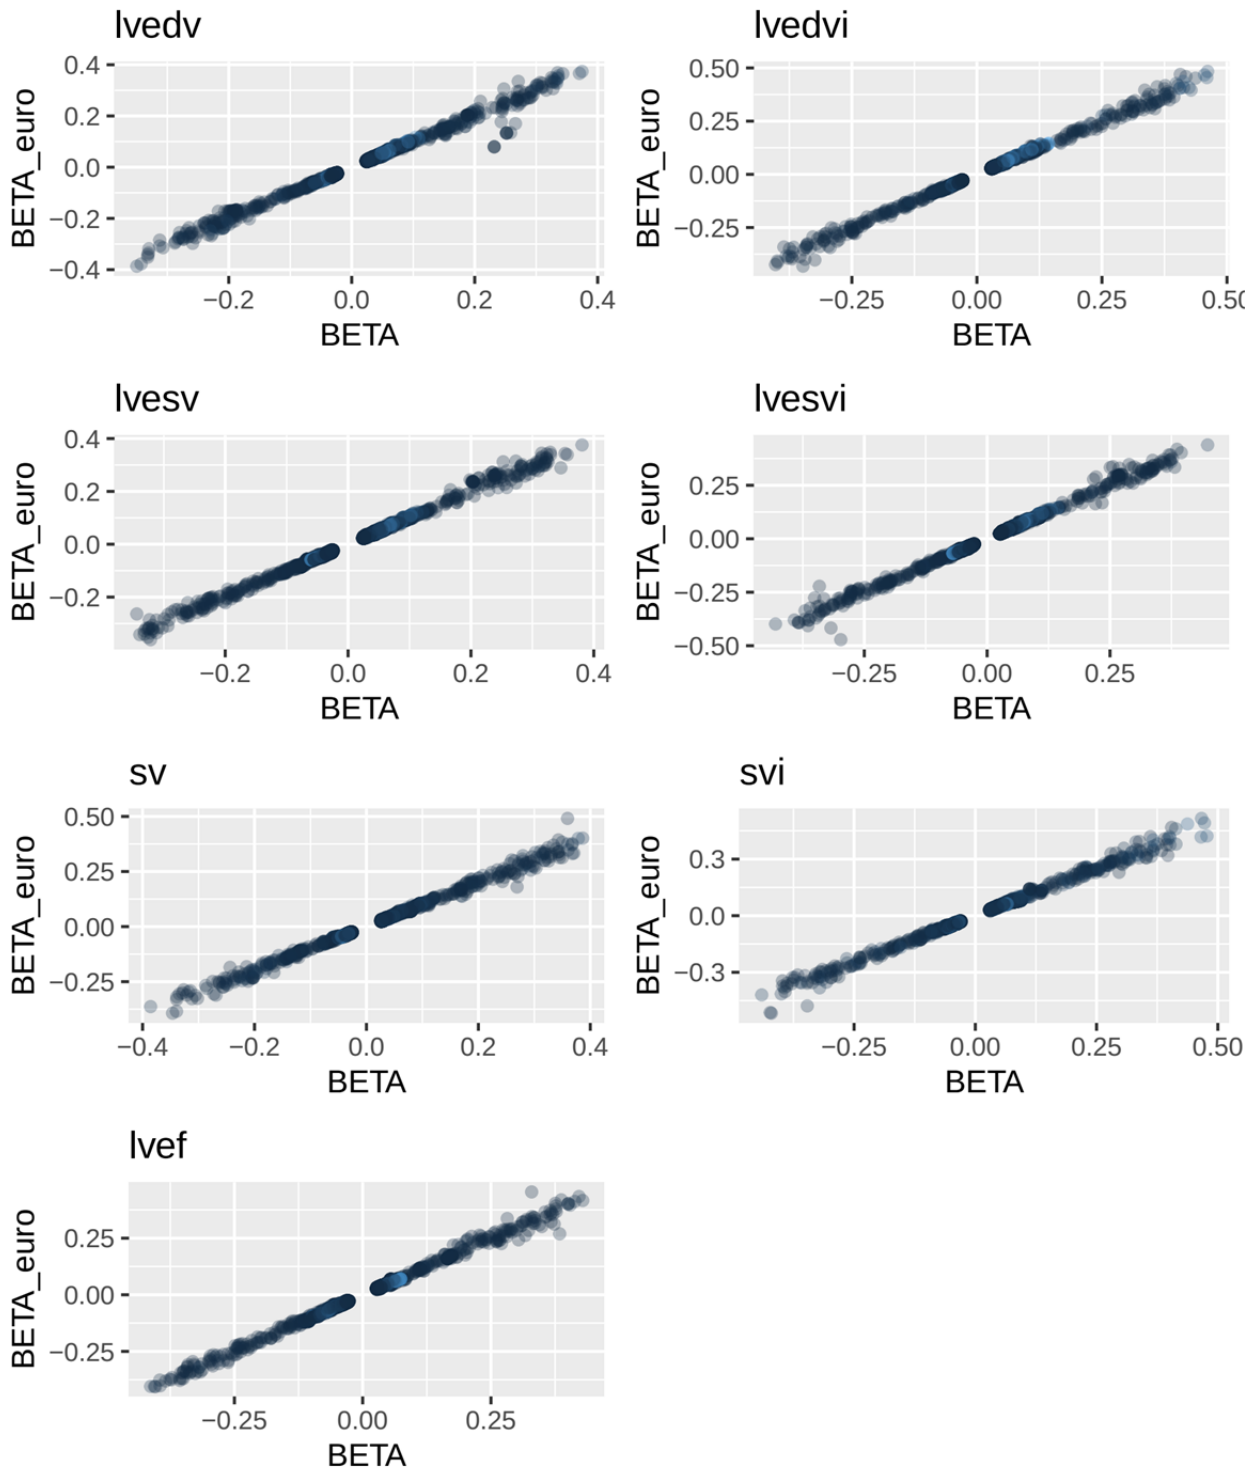 lvedv
0.4
0.2
0.0
−0.2
−0.4
BETA_euro
−0.2 0.0 0.2 0.4
BETA
lvedvi
0.50
0.25
0.00
−0.25
BETA_euro
−0.25 0.00 0.25 0.50
BETA
lvesv
0.4
0.2
0.0
−0.2
BETA_euro
−0.2 0.0 0.2 0.4
BETA
lvesvi
0.25
0.00
−0.25
−0.50
BETA_euro
−0.25 0.00 0.25
BETA
sv
0.50
0.25
0.00
−0.25
BETA_euro
−0.4 −0.2 0.0 0.2 0.4
BETA
svi
0.3
0.0
−0.3
BETA_euro
−0.25 0.00 0.25 0.50
BETA
lvef
0.25
0.00
−0.25
BETA_euro
−0.25 0.00 0.25
BETA